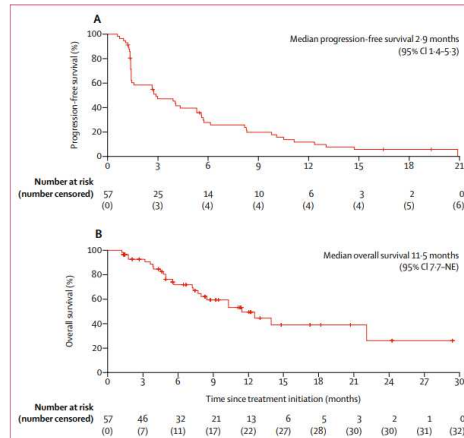 A
Median progression-free survival 2·9 months
(95% CI 1·4-5·3)
Progression-free survival (%)
100
80
60
40
20
0
0 3 6 9 12 15 18 21
Number at risk
(number censored)
57 25 14 10 6 3 2 0
(0) (3) (4) (4) (4) (4) (5) (6)
B
Median overall survival 11·5 months
(95% CI 7·7-NE)
Overall survival (%)
100
80
60
40
20
0
0 3 6 9 12 15 18 21 24 27 30
Time since treatment initiation (months)
Number at risk
(number censored)
57 46 32 21 13 6 5 3 2 1 0
(0) (7) (11) (17) (22) (27) (28) (30) (30) (31) (32)